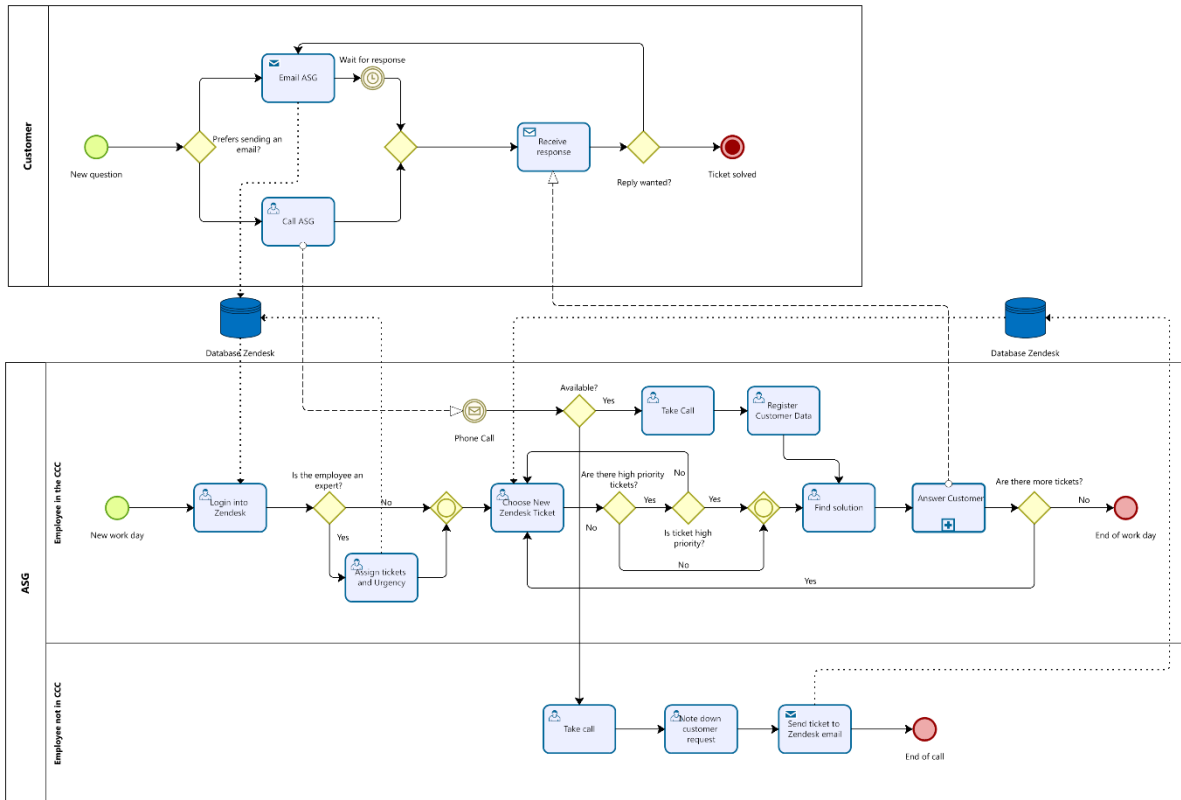 Customer
New question
Prefers sending an
email?
Email ASG
Wait for response
Call ASG
Receive
response
Reply wanted?
Ticket solved
Database Zendesk
Database Zendesk
ASG
Employee in the CCC
Phone Call
Available?
Yes
No
Take Call
Register
Customer Data
New work day
Login into
Zendesk
Is the employee an
expert?
No
Yes
Assign tickets
and Urgency
Choose New
Zendesk Ticket
Are there high priority
tickets?
No
Yes
No
Is ticket high
priority?
Yes
No
Find solution
Answer Customer
Are there more tickets?
No
Yes
End of work day
Employee not in CCC
Take call
Note down
customer
request
Send ticket to
Zendesk email
End of call